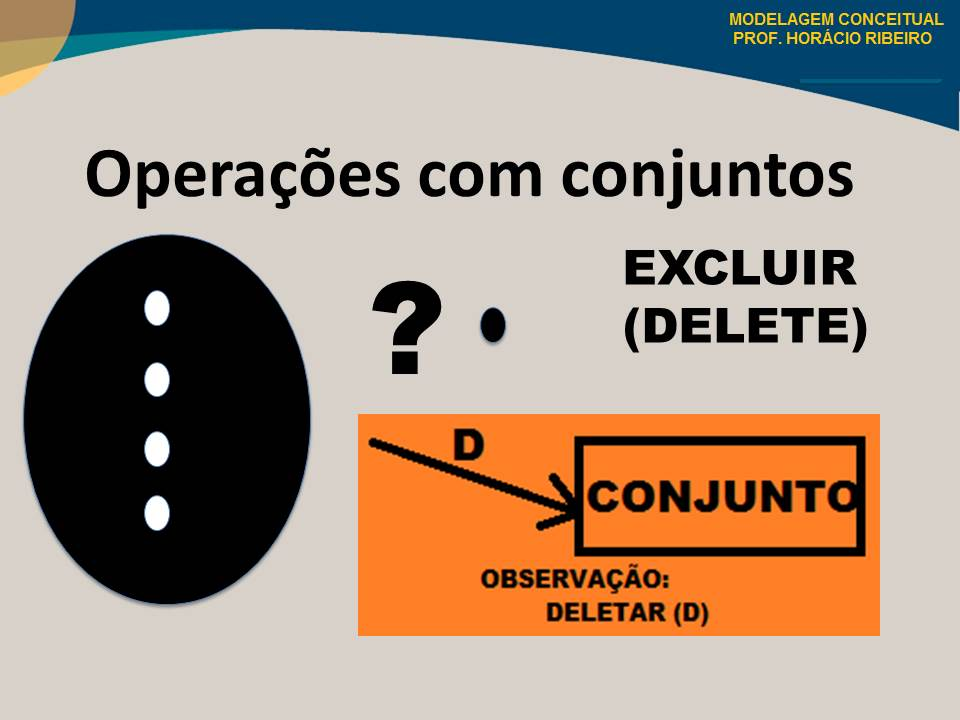 MODELAGEM CONCEITUAL
PROF. HORÁCIO RIBEIRO
Operações com conjuntos
?
EXCLUIR
(DELETE)
D
CONJUNTO
OBSERVAÇÃO:
DELETAR (D)